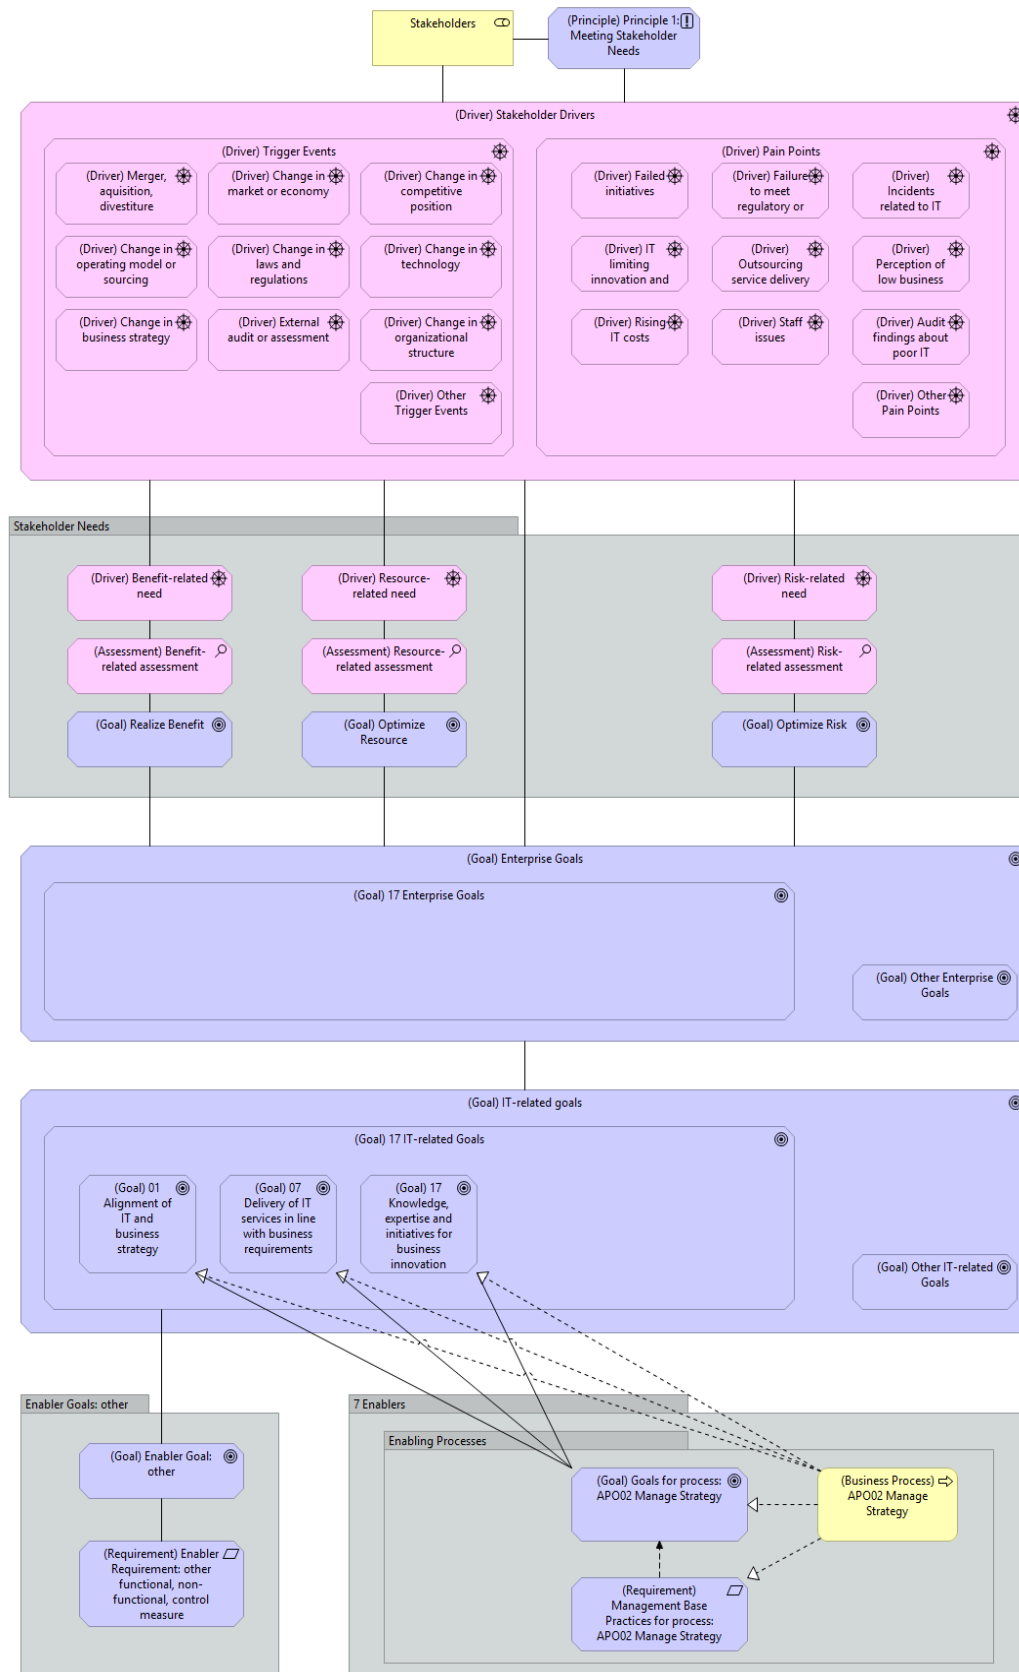 Stakeholders
(Principle) Principle 1:
Meeting Stakeholder
Needs
(Driver) Stakeholder Drivers
(Driver) Trigger Events
(Driver) Merger,
aquisition,
divestiture
(Driver) Change in
market or economy
(Driver) Change in
competitive
position
(Driver) Change in
operating model or
sourcing
(Driver) Change in
laws and
regulations
(Driver) Change in
technology
(Driver) Change in
business strategy
(Driver) External
audit or assessment
(Driver) Change in
organizational
structure
(Driver) Other
Trigger Events
(Driver) Pain Points
(Driver) Failed
initiatives
(Driver) Failure
to meet
regulatory or
(Driver)
Incidents
related to IT
(Driver) IT
limiting
innovation and
(Driver)
Outsourcing
service delivery
(Driver)
Perception of
low business
(Driver) Rising
IT costs
(Driver) Staff
issues
(Driver) Audit
findings about
poor IT
(Driver) Other
Pain Points
Stakeholder Needs
(Driver) Benefit-related
need
(Driver) Resource-
related need
(Driver) Risk-related
need
(Assessment) Benefit-
related assessment
(Assessment) Resource-
related assessment
(Assessment) Risk-
related assessment
(Goal) Realize Benefit
(Goal) Optimize
Resource
(Goal) Optimize Risk
(Goal) Enterprise Goals
(Goal) 17 Enterprise Goals
(Goal) Other Enterprise
Goals
(Goal) IT-related goals
(Goal) 17 IT-related Goals
(Goal) 01
Alignment of
IT and
business
strategy
(Goal) 07
Delivery of IT
services in line
with business
requirements
(Goal) 17
Knowledge,
expertise and
initiatives for
business
innovation
(Goal) Other IT-related
Goals
Enabler Goals: other
(Goal) Enabler Goal:
other
(Requirement) Enabler
Requirement: other
functional, non-
functional, control
measure
7 Enablers
Enabling Processes
(Goal) Goals for process:
APO02 Manage Strategy
(Business Process)
APO02 Manage
Strategy
(Requirement)
Management Base
Practices for process:
APO02 Manage Strategy